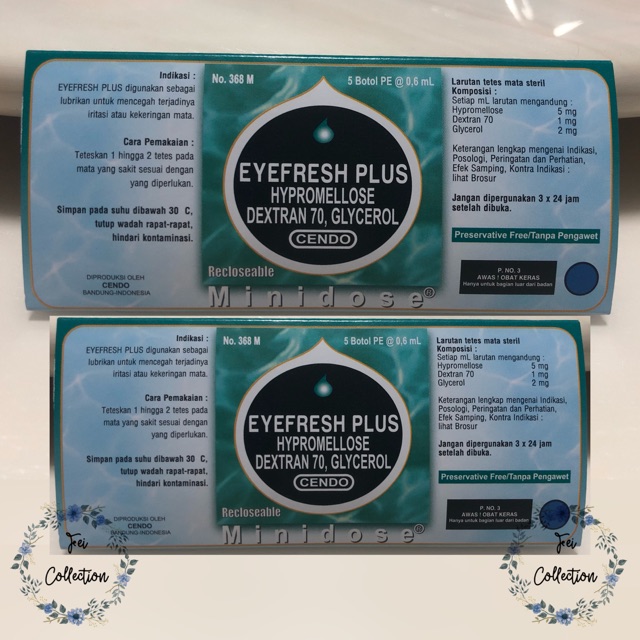 Indikasi :
EYEFRESH PLUS digunakan sebagai
lubrikan untuk mencegah terjadinya
iritasi atau kekeringan mata.
Cara Pemakaian :
Teteskan 1 hingga 2 tetes pada
mata yang sakit sesuai dengan
yang diperlukan.
Simpan pada suhu dibawah 30 C,
tutup wadah rapat-rapat,
hindari kontaminasi.
DIPRODUKSI OLEH
CENDO
BANDUNG-INDONESIA
No. 368 M
5 Botol PE @ 0,6 mL
EYEFRESH PLUS
HYPROMELLOSE
DEXTRAN 70, GLYCEROL
CENDO
Recloseable
Minidose®
Larutan tetes mata steril
Komposisi :
Setiap mL larutan mengandung :
Hypromellose 5 mg
Dextran 70 1 mg
Glycerol 2 mg
Keterangan lengkap mengenai Indikasi,
Posologi, Peringatan dan Perhatian,
Efek Samping, Kontra Indikasi :
lihat Brosur
Jangan dipergunakan 3 x 24 jam
setelah dibuka.
Preservative Free/Tanpa Pengawet
P. NO. 3
AWAS ! OBAT KERAS
Hanya untuk bagian luar dari badan
Indikasi :
EYEFRESH PLUS digunakan sebagai
lubrikan untuk mencegah terjadinya
iritasi atau kekeringan mata.
Cara Pemakaian :
Teteskan 1 hingga 2 tetes pada
mata yang sakit sesuai dengan
yang diperlukan.
Simpan pada suhu dibawah 30 C,
tutup wadah rapat-rapat,
hindari kontaminasi.
DIPRODUKSI OLEH
CENDO
BANDUNG-INDONESIA
No. 368 M
5 Botol PE @ 0,6 mL
EYEFRESH PLUS
HYPROMELLOSE
DEXTRAN 70, GLYCEROL
CENDO
Recloseable
Minidose®
Larutan tetes mata steril
Komposisi :
Setiap mL larutan mengandung :
Hypromellose 5 mg
Dextran 70 1 mg
Glycerol 2 mg
Keterangan lengkap mengenai Indikasi,
Posologi, Peringatan dan Perhatian,
Efek Samping, Kontra Indikasi :
lihat Brosur
Jangan dipergunakan 3 x 24 jam
setelah dibuka.
Preservative Free/Tanpa Pengawet
P. NO. 3
AWAS ! OBAT KERAS
Hanya untuk bagian luar dari badan
Jei
Collection
Jei
Collection